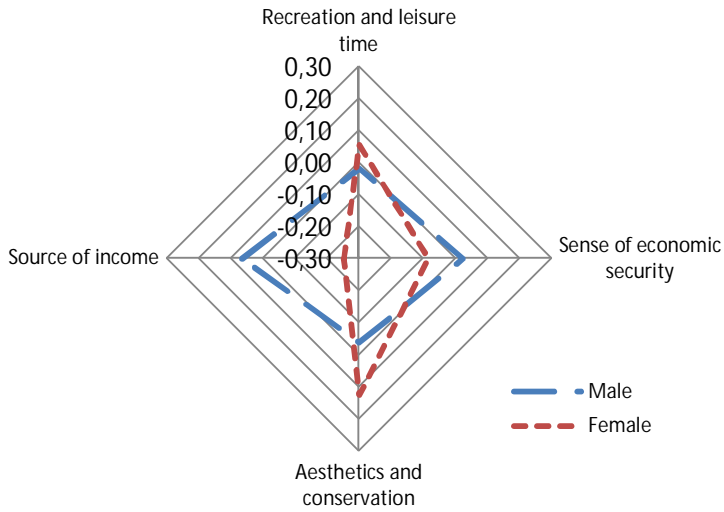 Recreation and leisure
time
0,30
0,20
0,10
0,00
-0,10
-0,20
-0,30
Source of income
Sense of economic
security
Male
Female
Aesthetics and
conservation